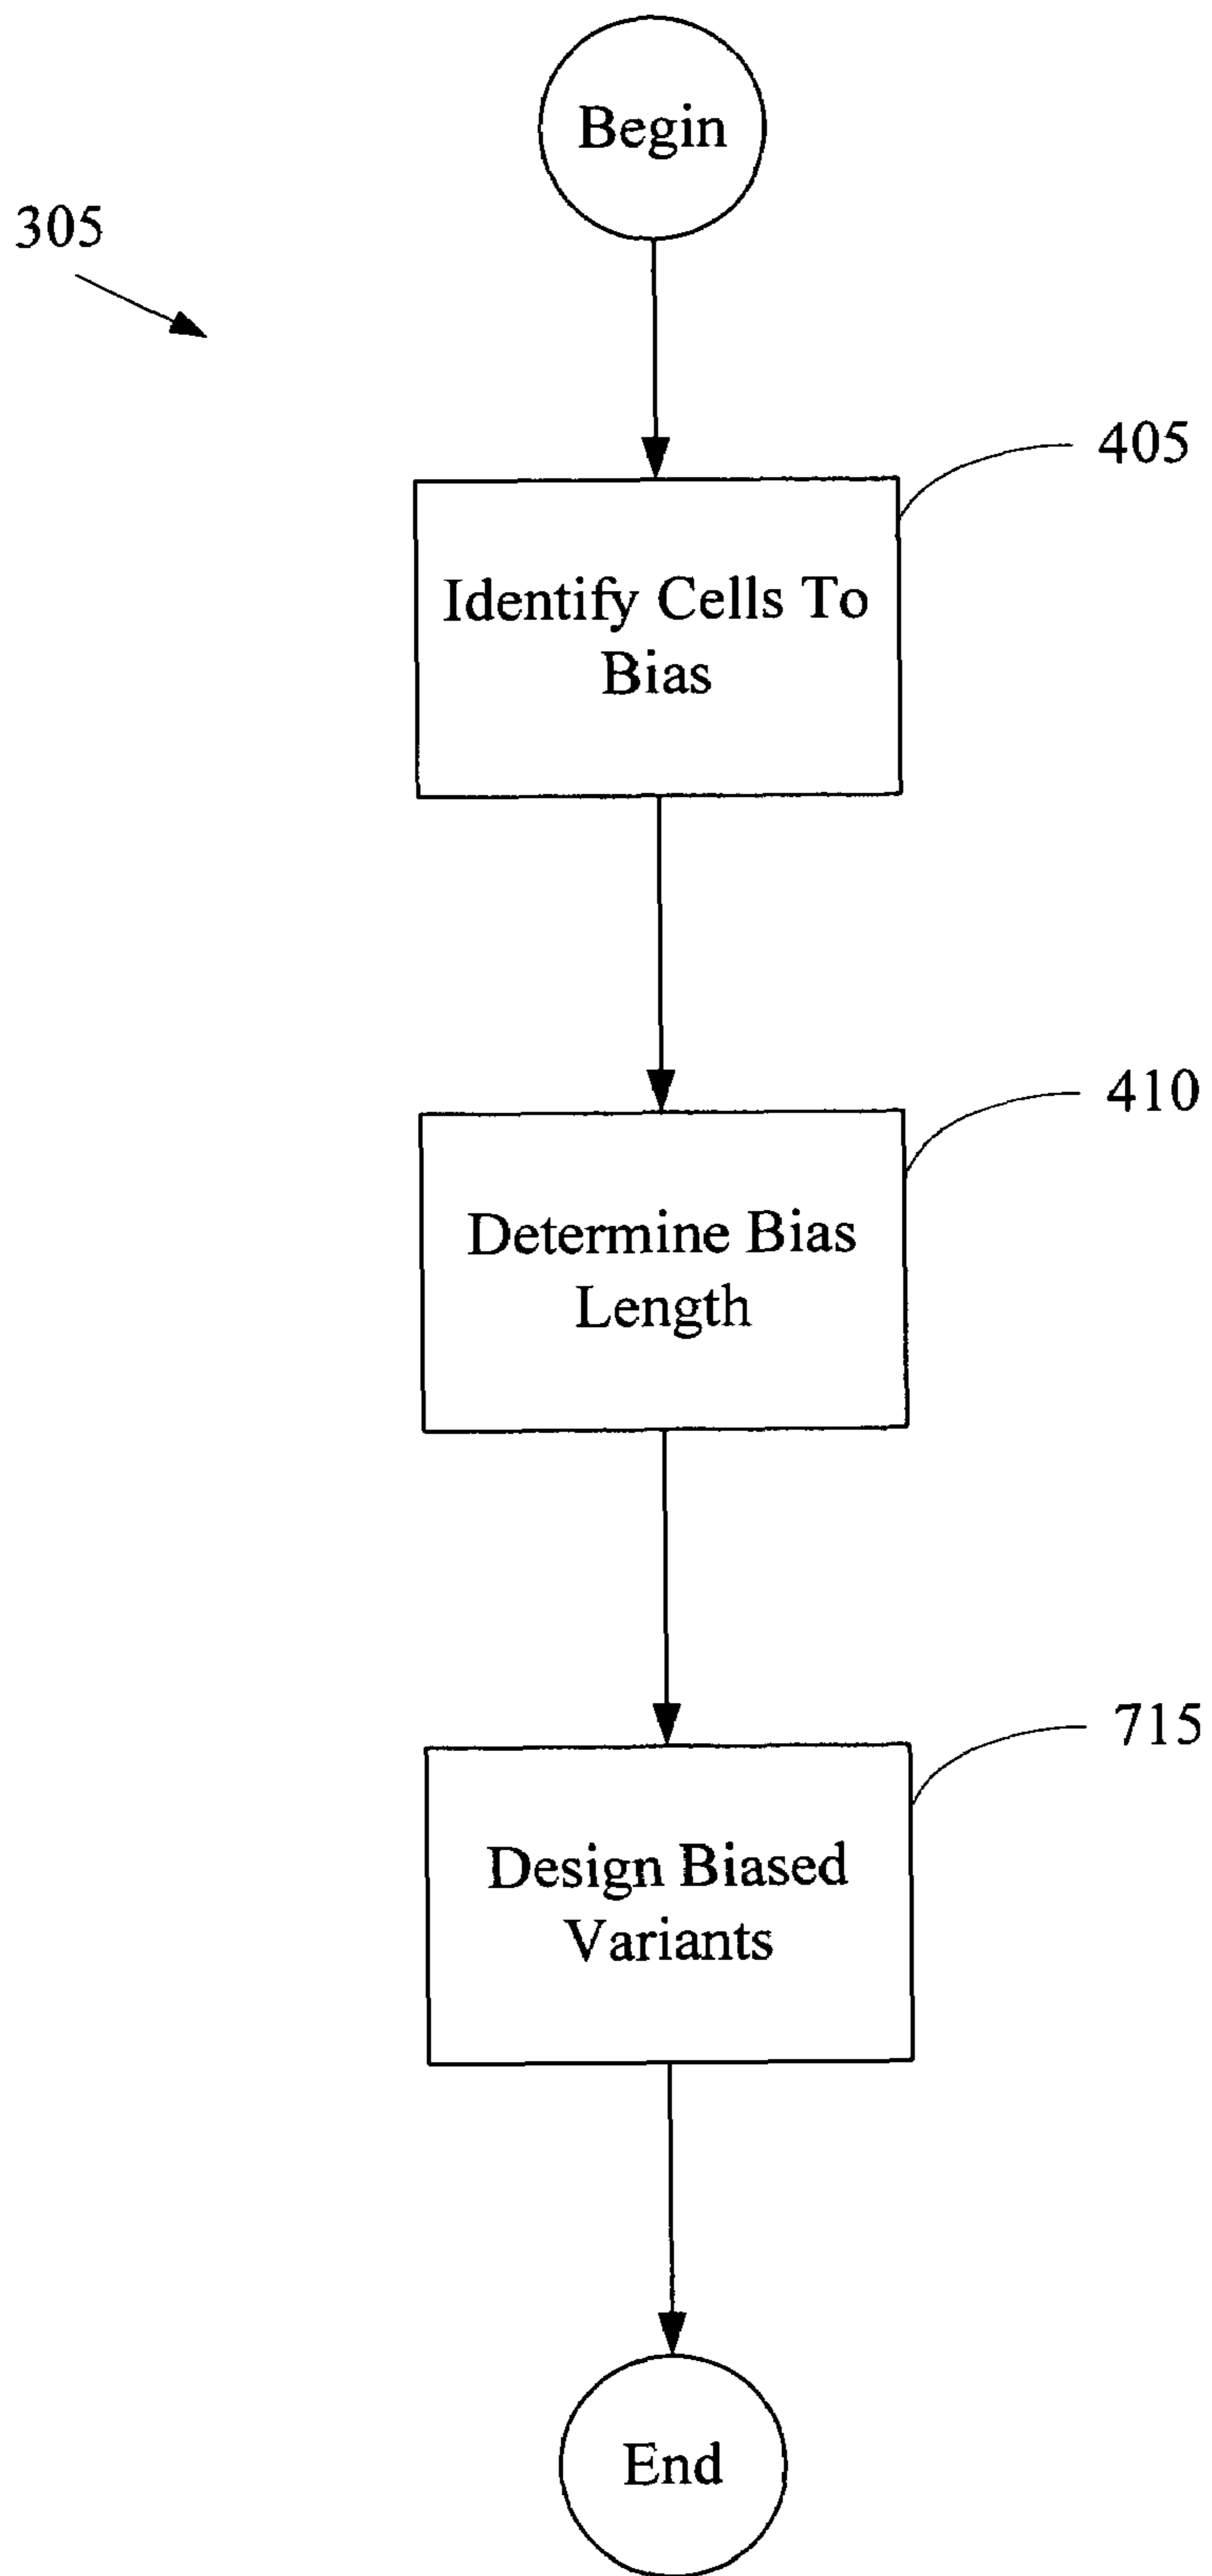 Begin
305
405
Identify Cells To
Bias
410
Determine Bias
Length
715
Design Biased
Variants
End